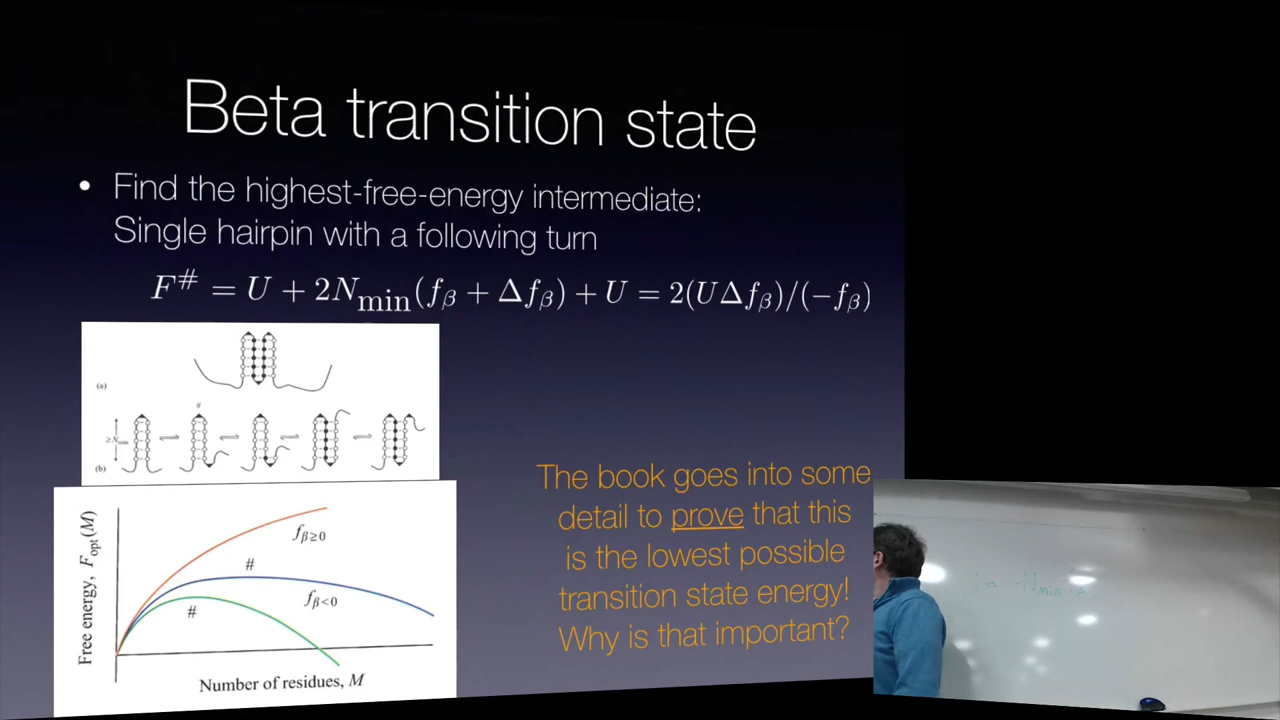 Beta transition state
• Find the highest-free-energy intermediate:
Single hairpin with a following turn
F^# = U + 2N_min(f_β + Δf_β) + U = 2(UΔf_β)/(−f_β)
(a)
#
(b)
Free energy, F_opt(M)
f_β≥0
#
f_β<0
#
Number of residues, M
The book goes into some
detail to prove that this
is the lowest possible
transition state energy!
Why is that important?